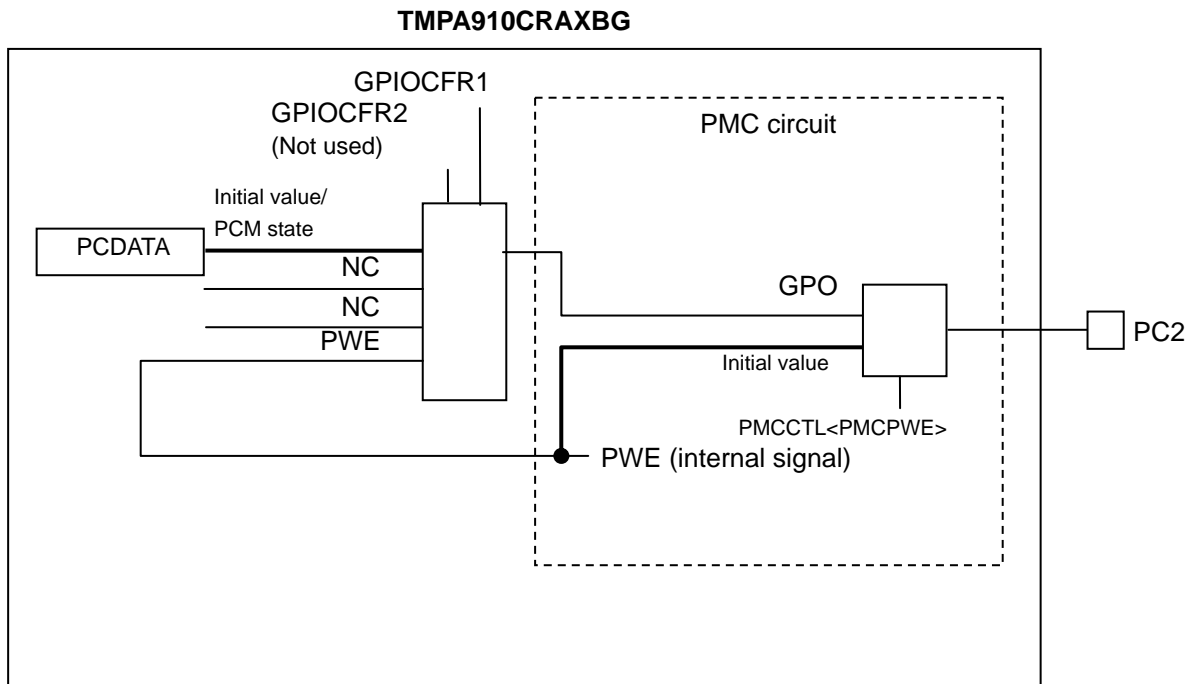 TMPA910CRAXBG
GPIOCFR1
GPIOCFR2
(Not used)
PMC circuit
Initial value/
PCM state
PCDATA
NC
NC
PWE
GPO
PC2
Initial value
PMCCTL<PMCPWE>
PWE (internal signal)